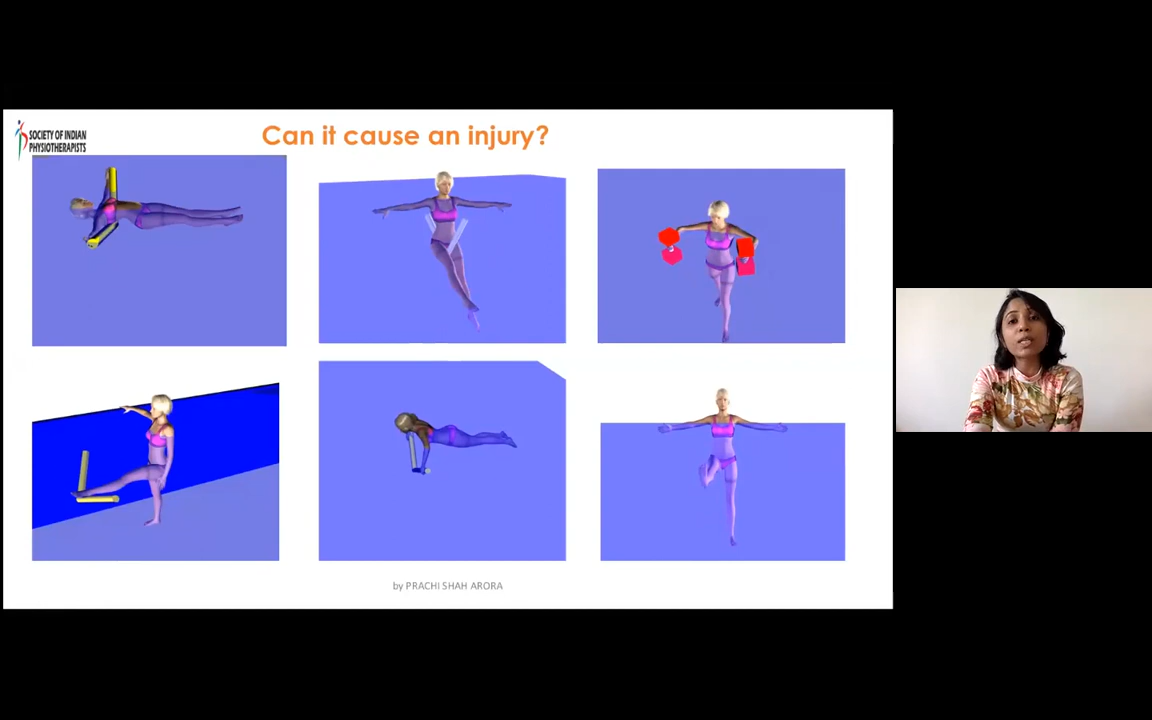 Can it cause an injury?
SOCIETY OF INDIAN
PHYSIOTHERAPISTS
by PRACHI SHAH ARORA